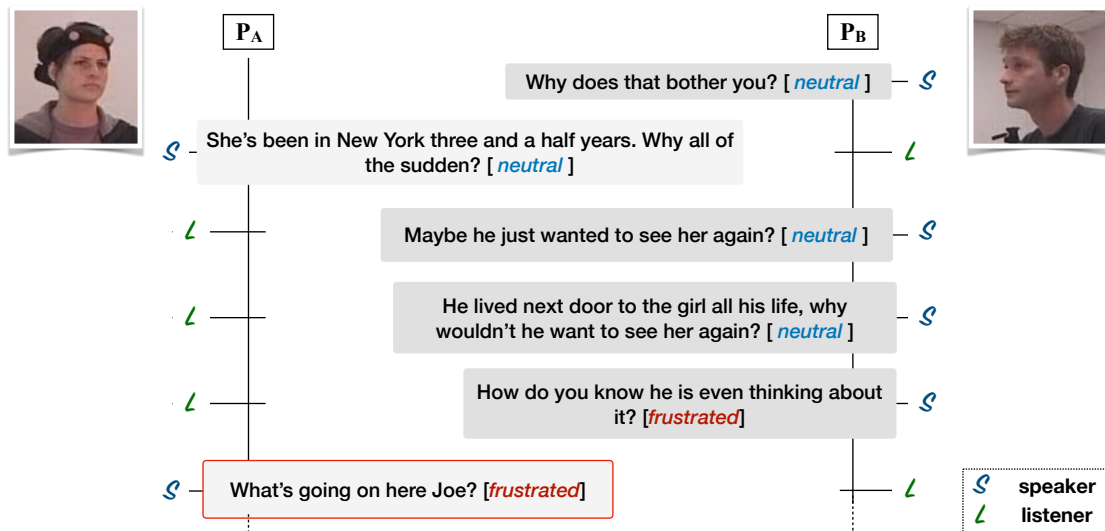 P_A
P_B
Why does that bother you? [ neutral ]
S
She's been in New York three and a half years. Why all of
the sudden? [ neutral ]
S
L
L
Maybe he just wanted to see her again? [ neutral ]
S
L
He lived next door to the girl all his life, why
wouldn't he want to see her again? [ neutral ]
S
L
How do you know he is even thinking about
it? [frustrated]
S
S
What's going on here Joe? [frustrated]
L
S speaker
L listener